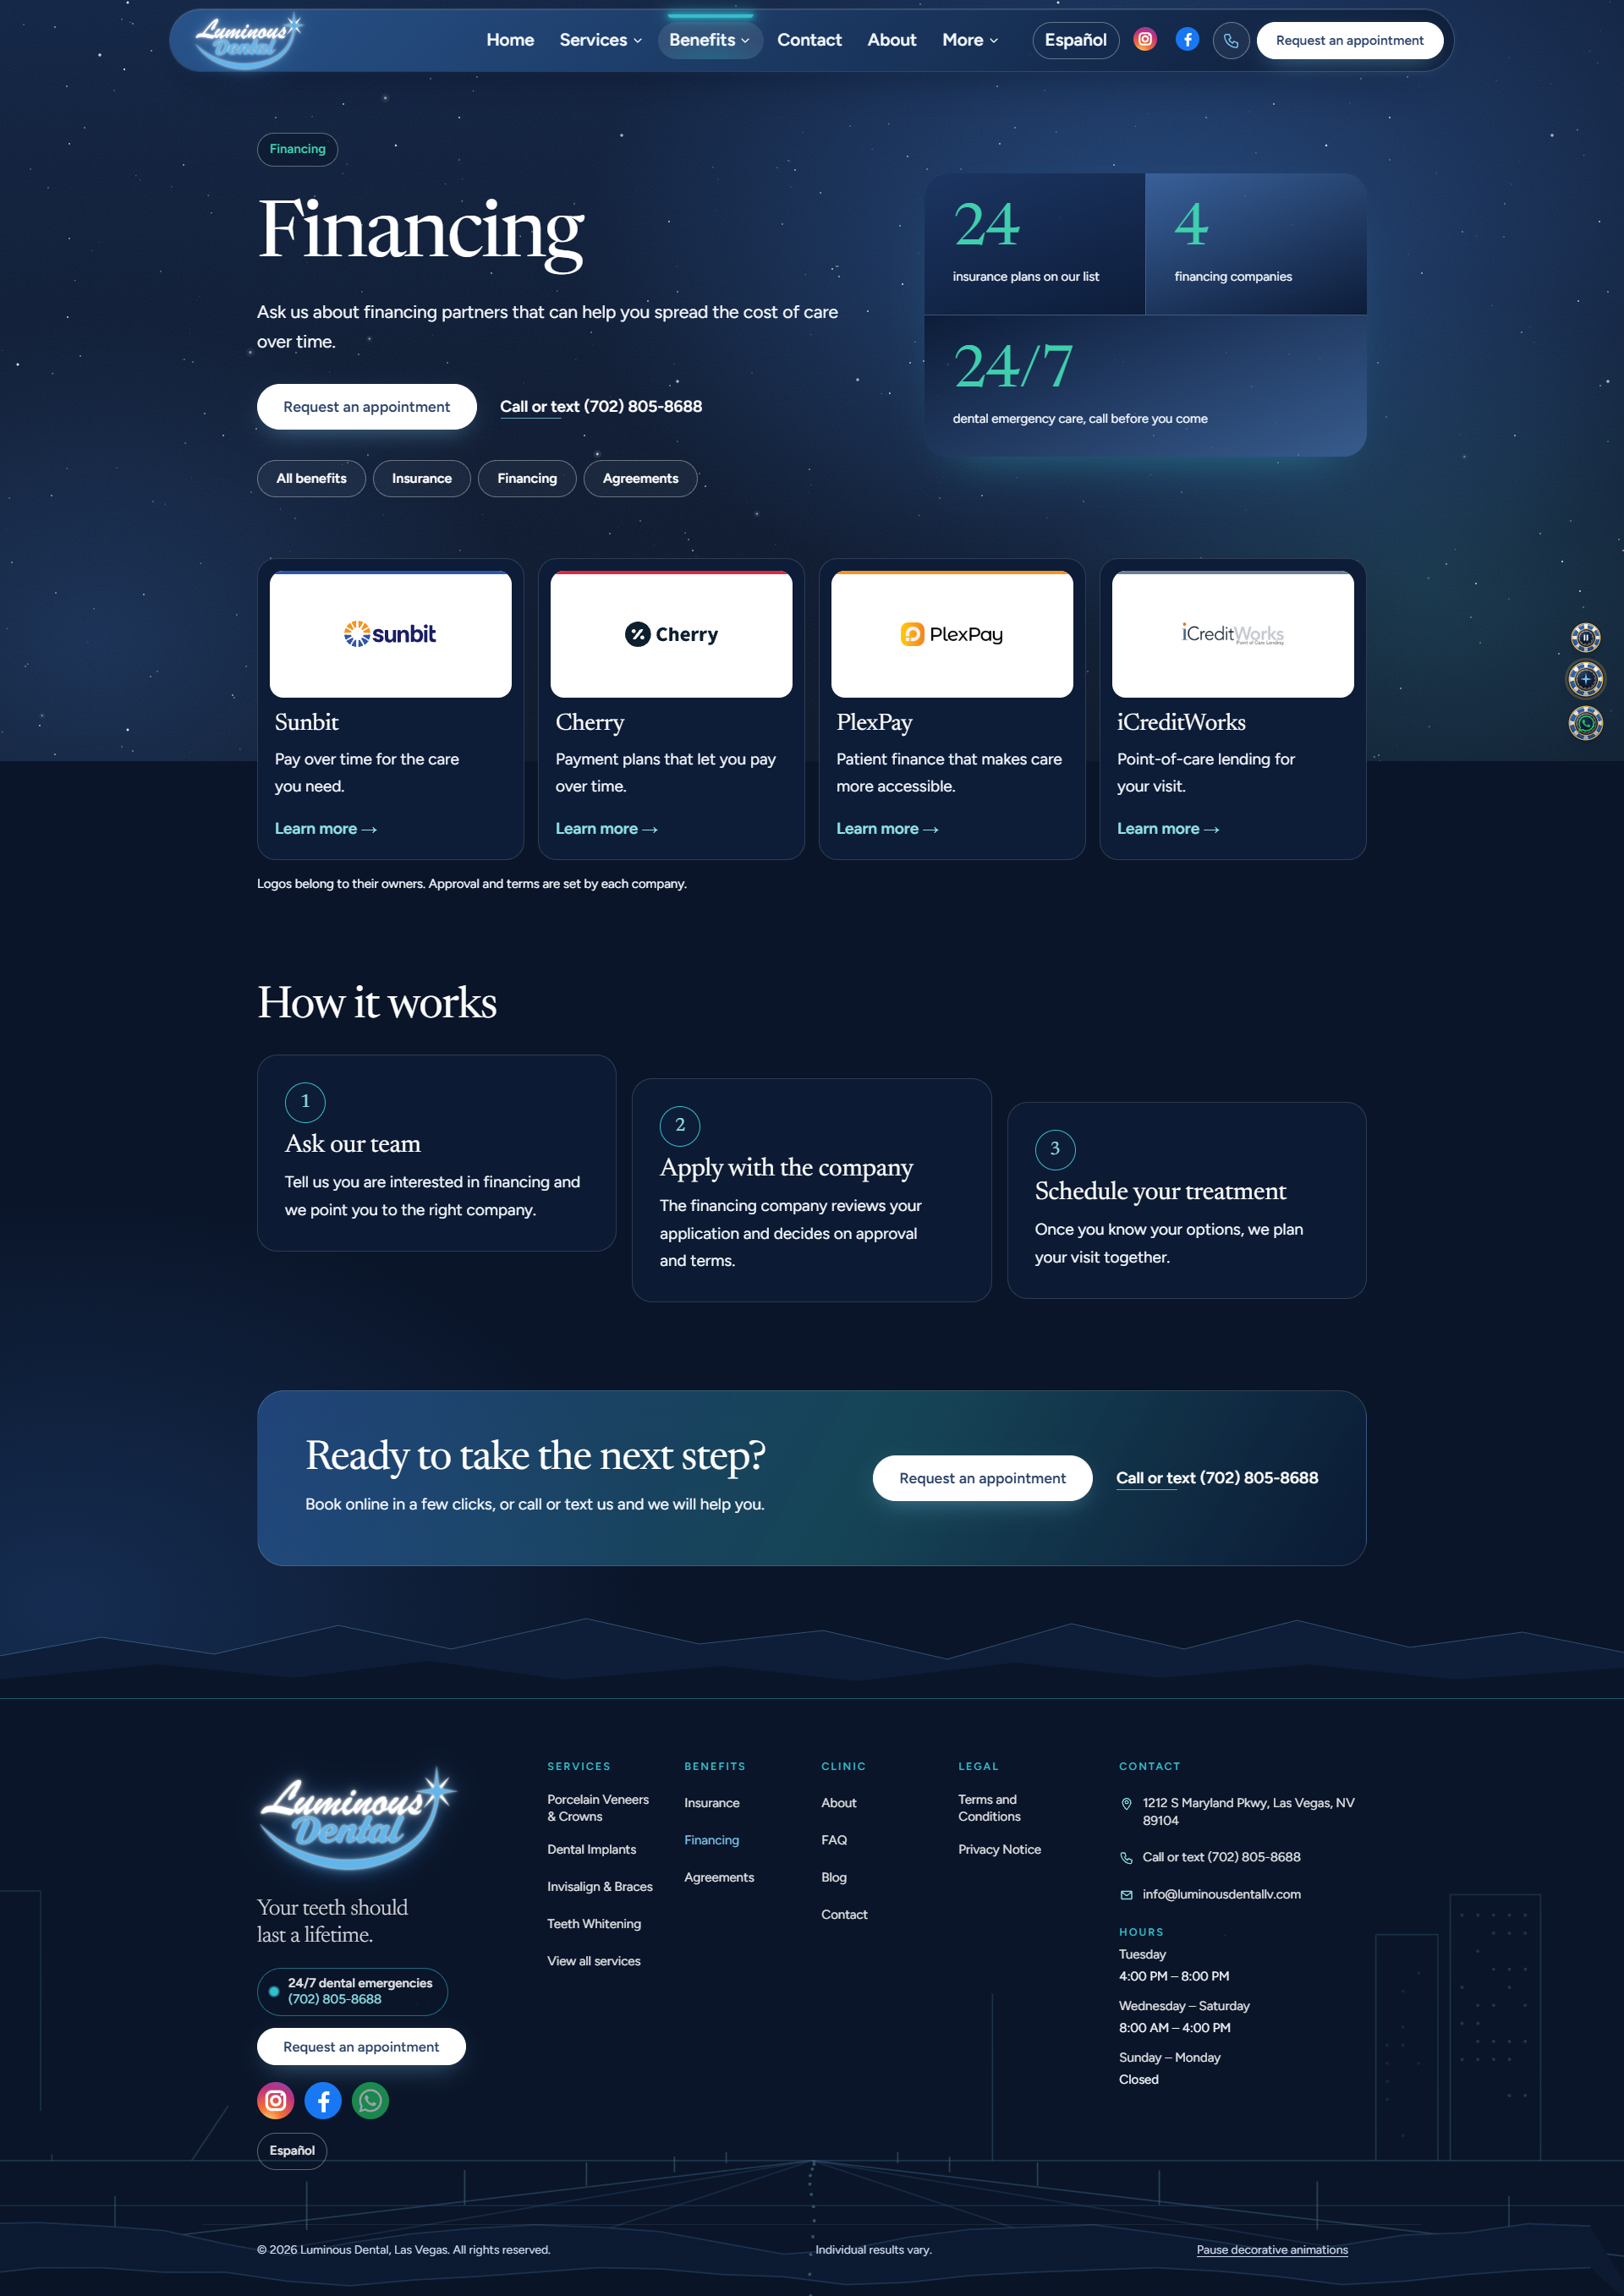 Luminous
Dental
Home
Services
Benefits
Contact
About
More
Español
Request an appointment
Financing
Financing
Ask us about financing partners that can help you spread the cost of care
over time.
Request an appointment
Call or text (702) 805-8688
All benefits
Insurance
Financing
Agreements
24
insurance plans on our list
4
financing companies
24/7
dental emergency care, call before you come
sunbit
Sunbit
Pay over time for the care
you need.
Learn more →
Cherry
Cherry
Payment plans that let you pay
over time.
Learn more →
PlexPay
PlexPay
Patient finance that makes care
more accessible.
Learn more →
iCreditWorks
Point of Care Lending
iCreditWorks
Point-of-care lending for
your visit.
Learn more →
Logos belong to their owners. Approval and terms are set by each company.
How it works
1
Ask our team
Tell us you are interested in financing and
we point you to the right company.
2
Apply with the company
The financing company reviews your
application and decides on approval
and terms.
3
Schedule your treatment
Once you know your options, we plan
your visit together.
Ready to take the next step?
Book online in a few clicks, or call or text us and we will help you.
Request an appointment
Call or text (702) 805-8688
Luminous
Dental
Your teeth should
last a lifetime.
24/7 dental emergencies
(702) 805-8688
Request an appointment
Español
SERVICES
Porcelain Veneers
& Crowns
Dental Implants
Invisalign & Braces
Teeth Whitening
View all services
BENEFITS
Insurance
Financing
Agreements
CLINIC
About
FAQ
Blog
Contact
LEGAL
Terms and
Conditions
Privacy Notice
CONTACT
1212 S Maryland Pkwy, Las Vegas, NV
89104
Call or text (702) 805-8688
info@luminousdentallv.com
HOURS
Tuesday
4:00 PM – 8:00 PM
Wednesday – Saturday
8:00 AM – 4:00 PM
Sunday – Monday
Closed
© 2026 Luminous Dental, Las Vegas. All rights reserved.
Individual results vary.
Pause decorative animations